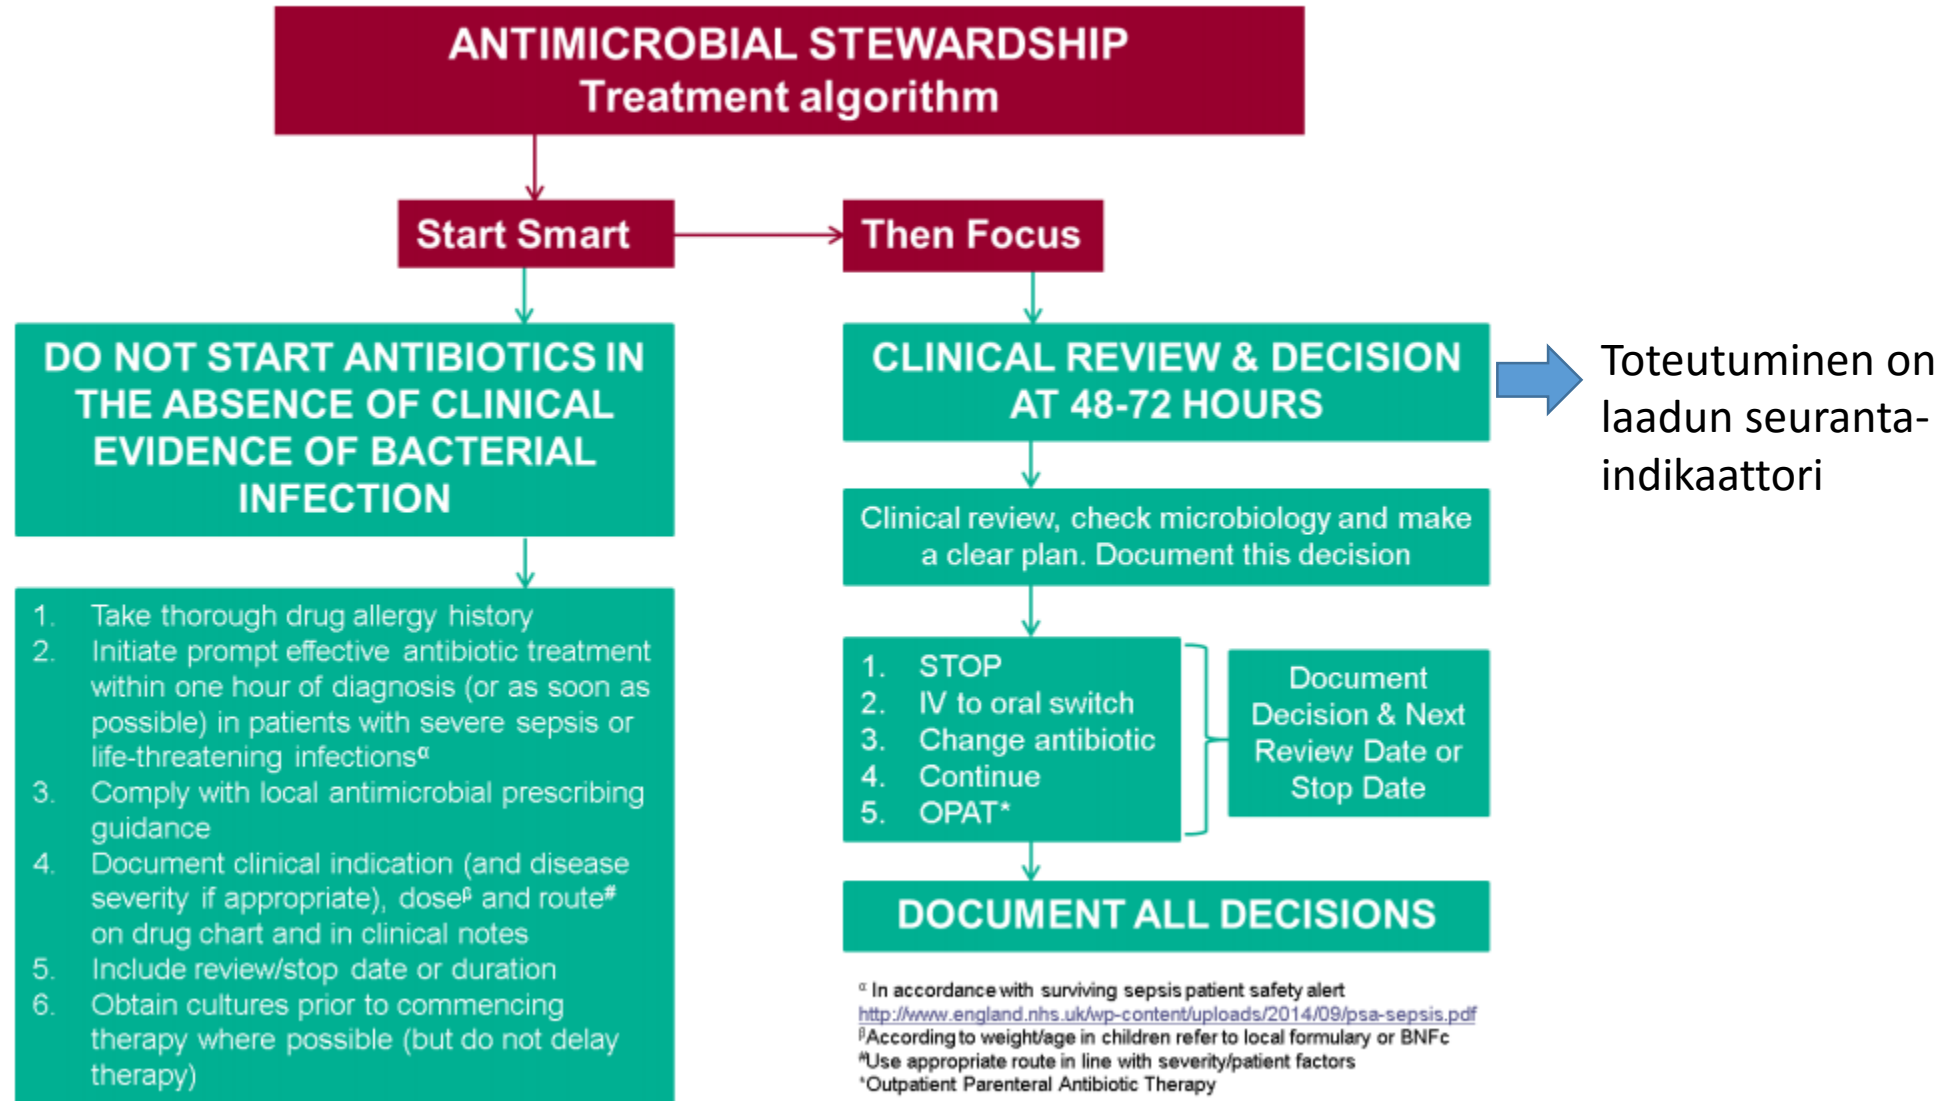 ANTIMICROBIAL STEWARDSHIP
Treatment algorithm
Start Smart
Then Focus
DO NOT START ANTIBIOTICS IN
THE ABSENCE OF CLINICAL
EVIDENCE OF BACTERIAL
INFECTION
1. Take thorough drug allergy history
2. Initiate prompt effective antibiotic treatment
within one hour of diagnosis (or as soon as
possible) in patients with severe sepsis or
life-threatening infectionsα
3. Comply with local antimicrobial prescribing
guidance
4. Document clinical indication (and disease
severity if appropriate), doseβ and route#
on drug chart and in clinical notes
5. Include review/stop date or duration
6. Obtain cultures prior to commencing
therapy where possible (but do not delay
therapy)
CLINICAL REVIEW & DECISION
AT 48-72 HOURS
Toteutuminen on
laadun seuranta-
indikaattori
Clinical review, check microbiology and make
a clear plan. Document this decision
1. STOP
2. IV to oral switch
3. Change antibiotic
4. Continue
5. OPAT*
Document
Decision & Next
Review Date or
Stop Date
DOCUMENT ALL DECISIONS
α In accordance with surviving sepsis patient safety alert
http://www.england.nhs.uk/wp-content/uploads/2014/09/psa-sepsis.pdf
βAccording to weight/age in children refer to local formulary or BNFc
#Use appropriate route in line with severity/patient factors
*Outpatient Parenteral Antibiotic Therapy